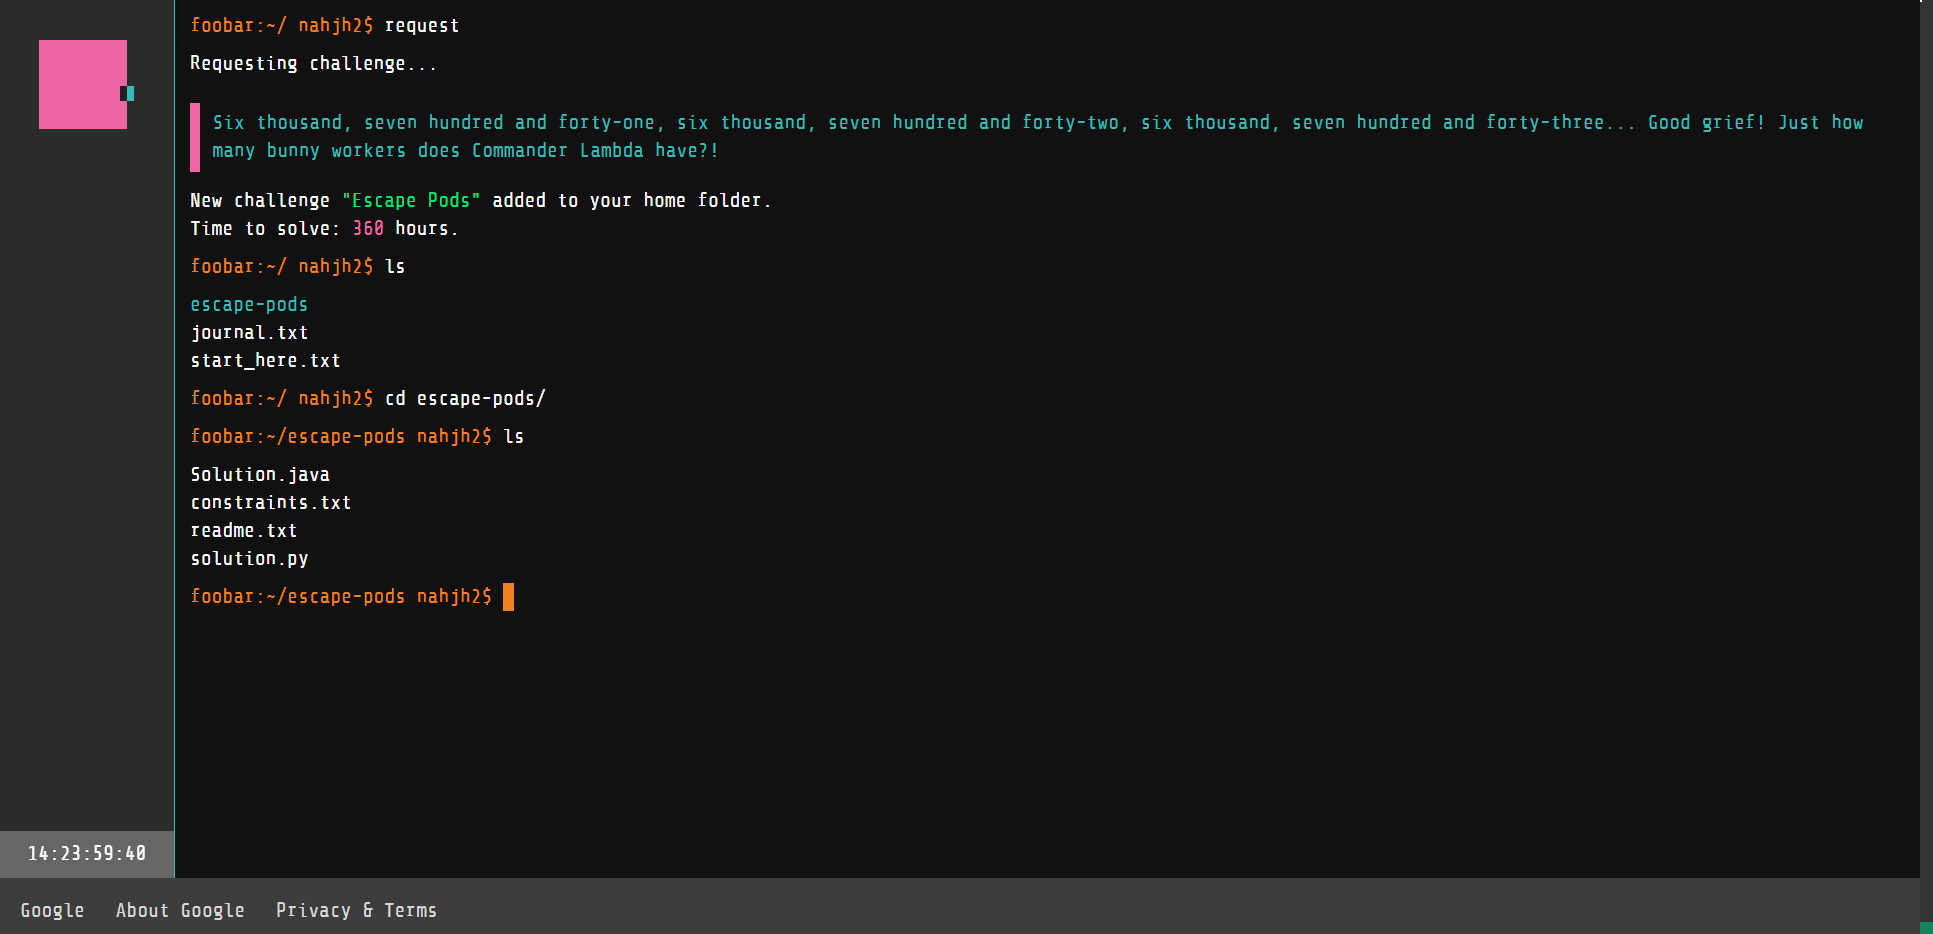 foobar:~/ nahjh2$ request
Requesting challenge...
Six thousand, seven hundred and forty-one, six thousand, seven hundred and forty-two, six thousand, seven hundred and forty-three... Good grief! Just how
many bunny workers does Commander Lambda have?!
New challenge "Escape Pods" added to your home folder.
Time to solve: 360 hours.
foobar:~/ nahjh2$ ls
escape-pods
journal.txt
start_here.txt
foobar:~/ nahjh2$ cd escape-pods/
foobar:~/escape-pods nahjh2$ ls
Solution.java
constraints.txt
readme.txt
solution.py
foobar:~/escape-pods nahjh2$
14:23:59:40
Google About Google Privacy & Terms